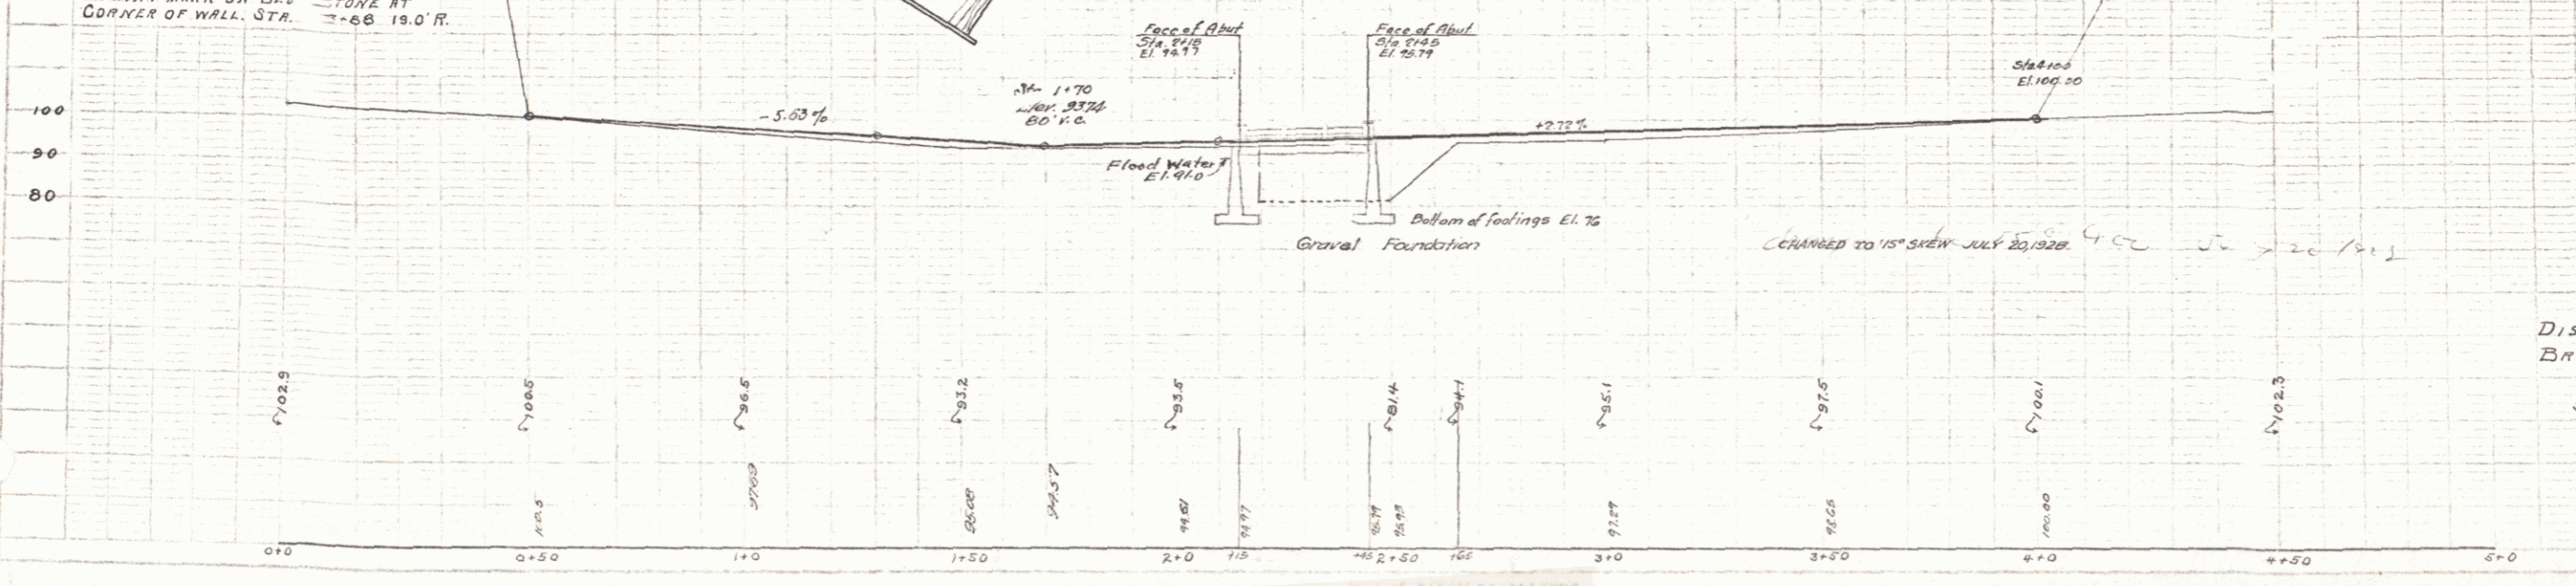 CORNER OF WALL. STA. +88 19.0' R.
Face of Abut
Sta. 2+15
El. 94.97
Face of Abut
Sta. 2+45
El. 95.79
Sta. 4+00
El. 100.00
1+70
Elev. 93.74
80' V.C.
100
-5.63%
+2.72%
90
Flood Water
El. 91.0
80
Bottom of footings El. 76
Gravel Foundation
CHANGED TO 15° SKEW JULY 20, 1928.
DIS
BR
102.9
100.5
96.5
93.2
93.5
81.4
94.1
95.1
97.5
100.1
102.3
100.5
97.69
95.08
94.57
94.61
94.97
95.79
95.93
97.29
98.65
100.00
0+0
0+50
1+0
1+50
2+0
+15
+45
2+50
+65
3+0
3+50
4+0
4+50
5+0